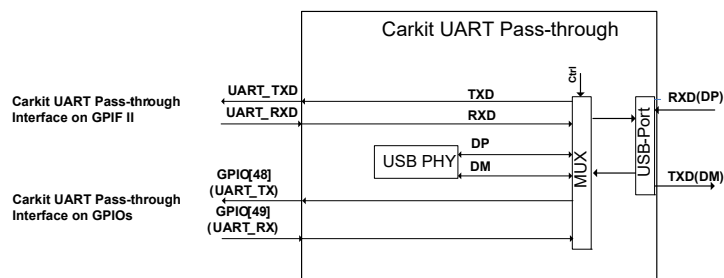 Carkit UART Pass-through
Ctrl
UART_TXD
TXD
Carkit UART Pass-through
Interface on GPIF II
UART_RXD
RXD
RXD(DP)
DP
USB PHY
DM
MUX
USB-Port
GPIO[48]
(UART_TX)
TXD(DM)
Carkit UART Pass-through
Interface on GPIOs
GPIO[49]
(UART_RX)